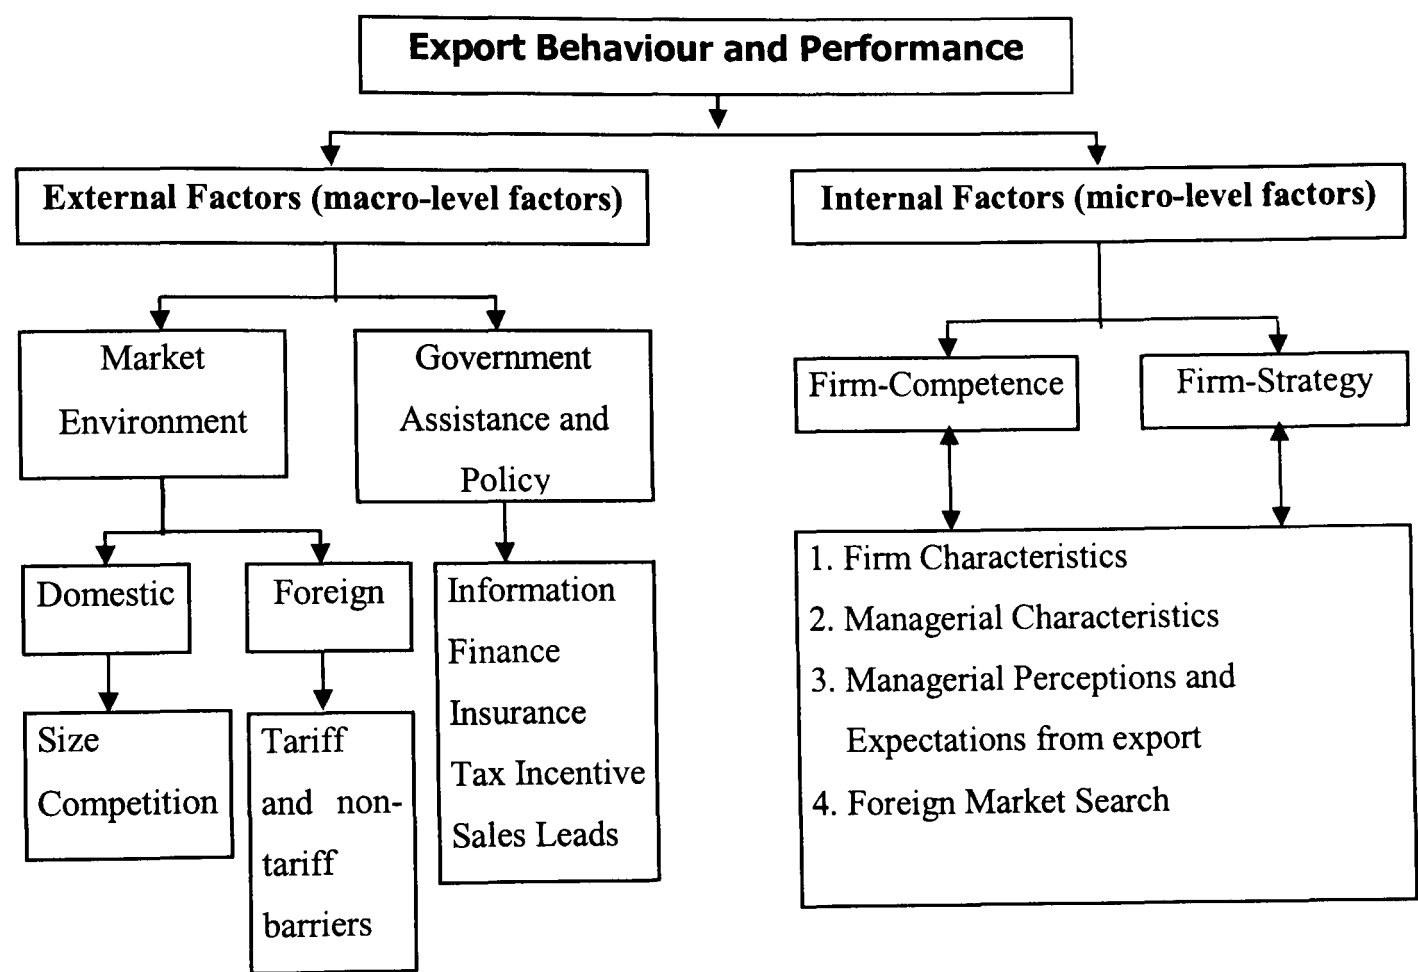 Export Behaviour and Performance
External Factors (macro-level factors)
Internal Factors (micro-level factors)
Market
Environment
Government
Assistance and
Policy
Firm-Competence
Firm-Strategy
Domestic
Foreign
Information
Finance
Insurance
Tax Incentive
Sales Leads
Size
Competition
Tariff
and non-
tariff
barriers
1. Firm Characteristics
2. Managerial Characteristics
3. Managerial Perceptions and
Expectations from export
4. Foreign Market Search